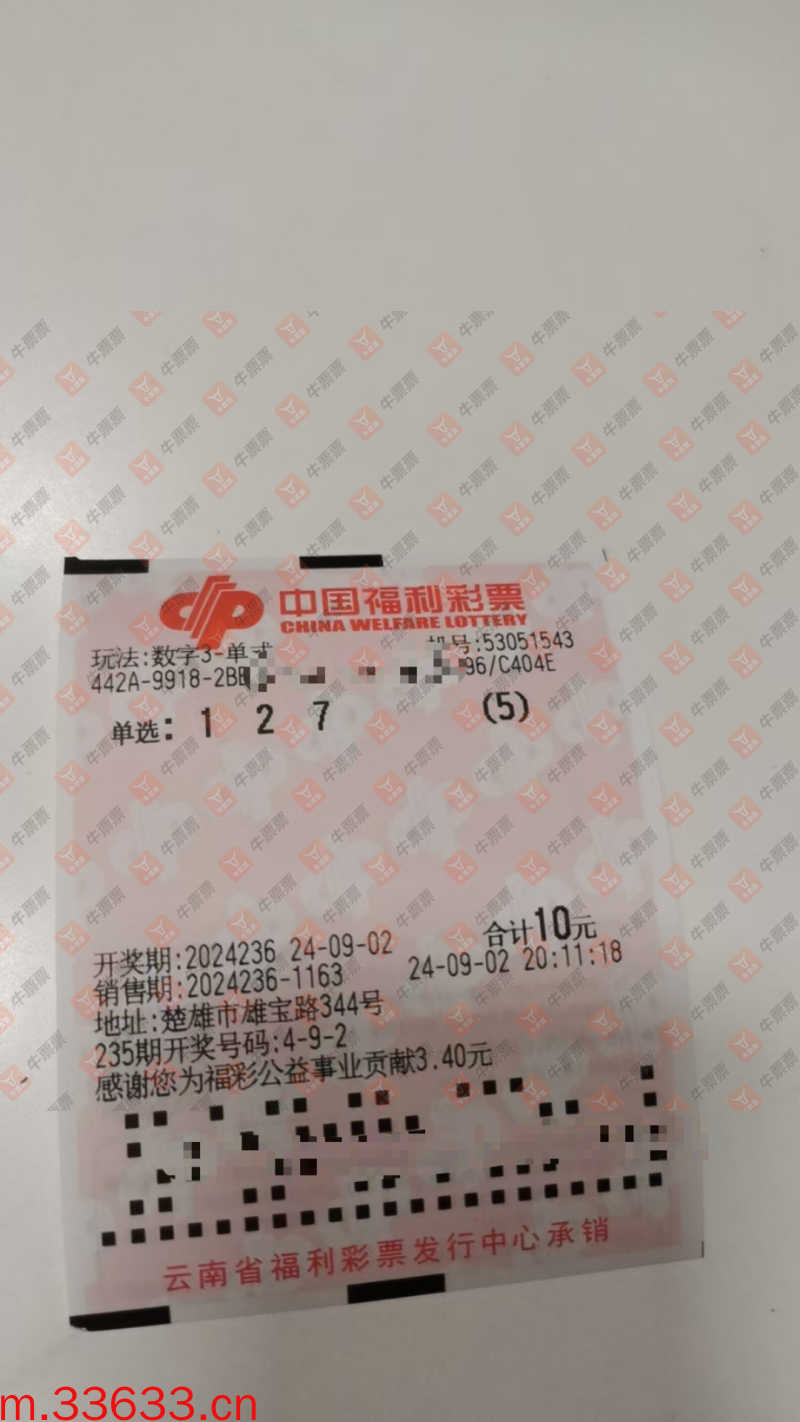 中国福利彩票
CHINA WELFARE LOTTERY
玩法:数字3-单式 机号:53051543
442A-9918-2BB 96/C404E
单选: 1 2 7 (5)
合计10元
开奖期:2024236 24-09-02
销售期:2024236-1163 24-09-02 20:11:18
地址:楚雄市雄宝路344号
235期开奖号码:4-9-2
感谢您为福彩公益事业贡献3.40元
云南省福利彩票发行中心承销
牛票票
m.33633.cn